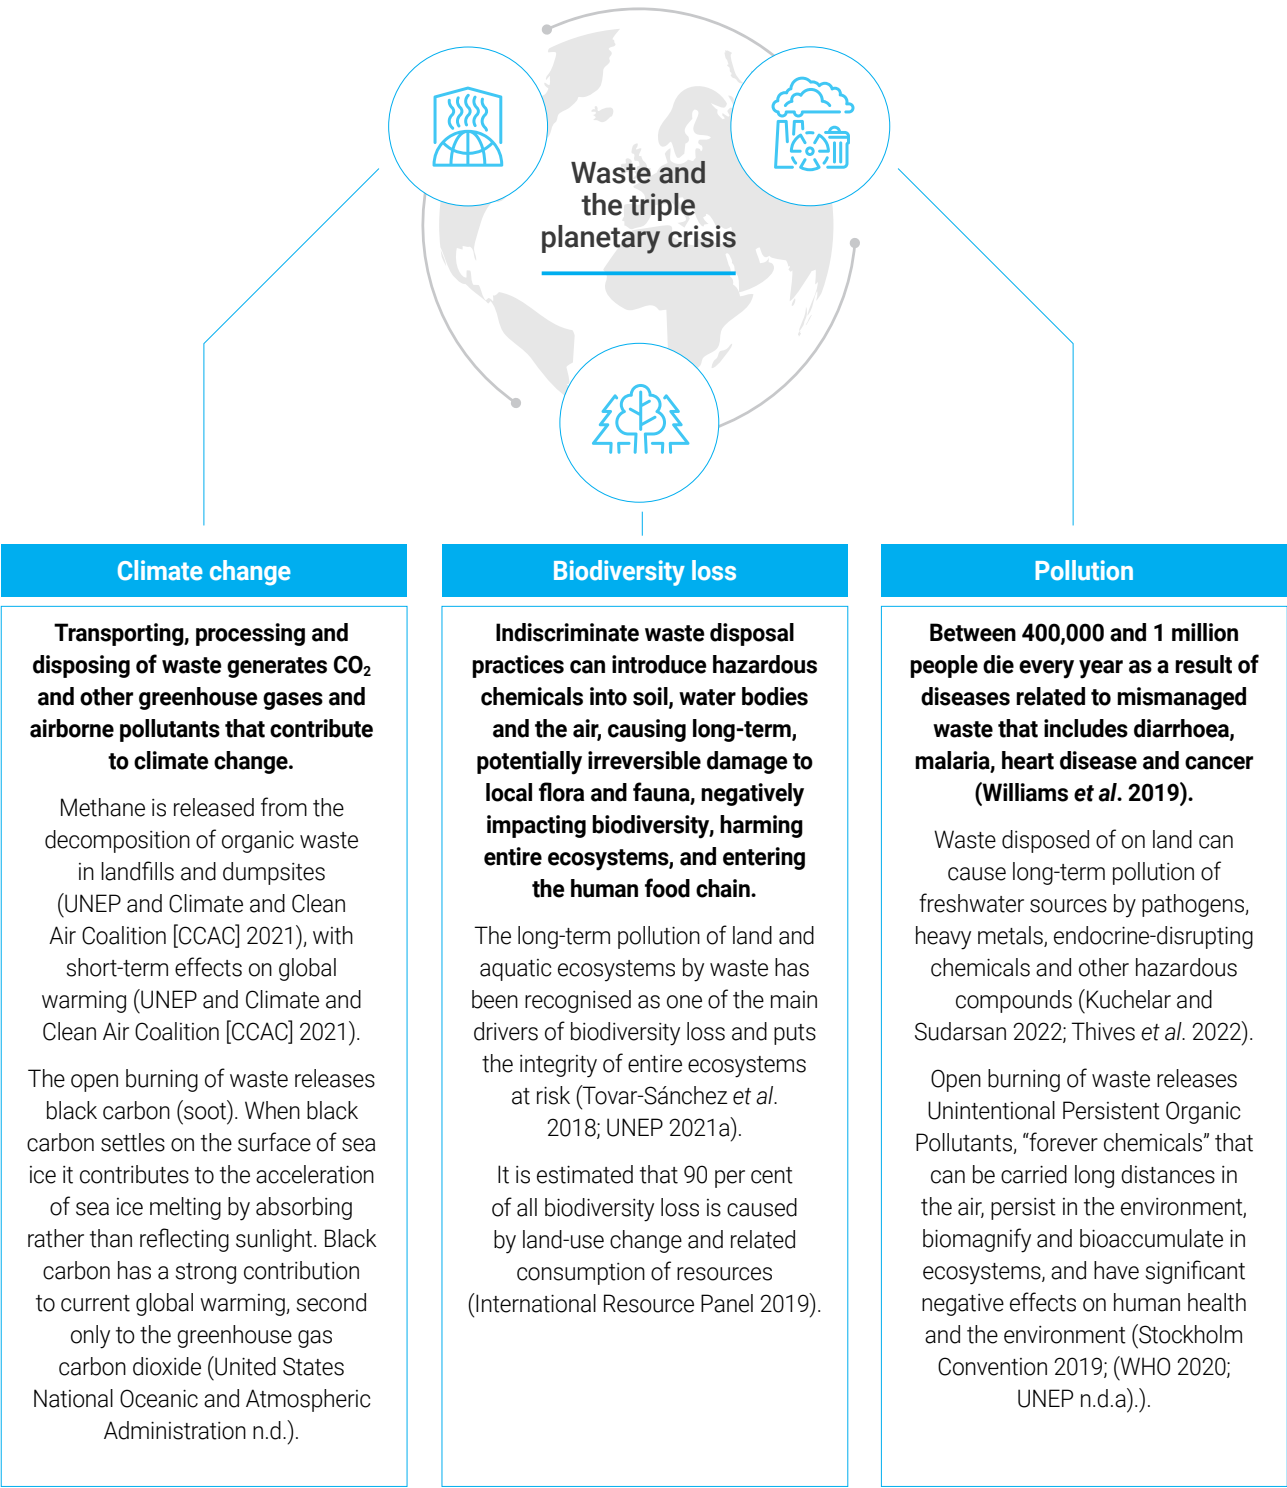 Waste and
the triple
planetary crisis
Climate change
Transporting, processing and
disposing of waste generates CO₂
and other greenhouse gases and
airborne pollutants that contribute
to climate change.
Methane is released from the
decomposition of organic waste
in landfills and dumpsites
(UNEP and Climate and Clean
Air Coalition [CCAC] 2021), with
short-term effects on global
warming (UNEP and Climate and
Clean Air Coalition [CCAC] 2021).
The open burning of waste releases
black carbon (soot). When black
carbon settles on the surface of sea
ice it contributes to the acceleration
of sea ice melting by absorbing
rather than reflecting sunlight. Black
carbon has a strong contribution
to current global warming, second
only to the greenhouse gas
carbon dioxide (United States
National Oceanic and Atmospheric
Administration n.d.).
Biodiversity loss
Indiscriminate waste disposal
practices can introduce hazardous
chemicals into soil, water bodies
and the air, causing long-term,
potentially irreversible damage to
local flora and fauna, negatively
impacting biodiversity, harming
entire ecosystems, and entering
the human food chain.
The long-term pollution of land and
aquatic ecosystems by waste has
been recognised as one of the main
drivers of biodiversity loss and puts
the integrity of entire ecosystems
at risk (Tovar-Sánchez et al.
2018; UNEP 2021a).
It is estimated that 90 per cent
of all biodiversity loss is caused
by land-use change and related
consumption of resources
(International Resource Panel 2019).
Pollution
Between 400,000 and 1 million
people die every year as a result of
diseases related to mismanaged
waste that includes diarrhoea,
malaria, heart disease and cancer
(Williams et al. 2019).
Waste disposed of on land can
cause long-term pollution of
freshwater sources by pathogens,
heavy metals, endocrine-disrupting
chemicals and other hazardous
compounds (Kuchelar and
Sudarsan 2022; Thives et al. 2022).
Open burning of waste releases
Unintentional Persistent Organic
Pollutants, “forever chemicals” that
can be carried long distances in
the air, persist in the environment,
biomagnify and bioaccumulate in
ecosystems, and have significant
negative effects on human health
and the environment (Stockholm
Convention 2019; (WHO 2020;
UNEP n.d.a).).